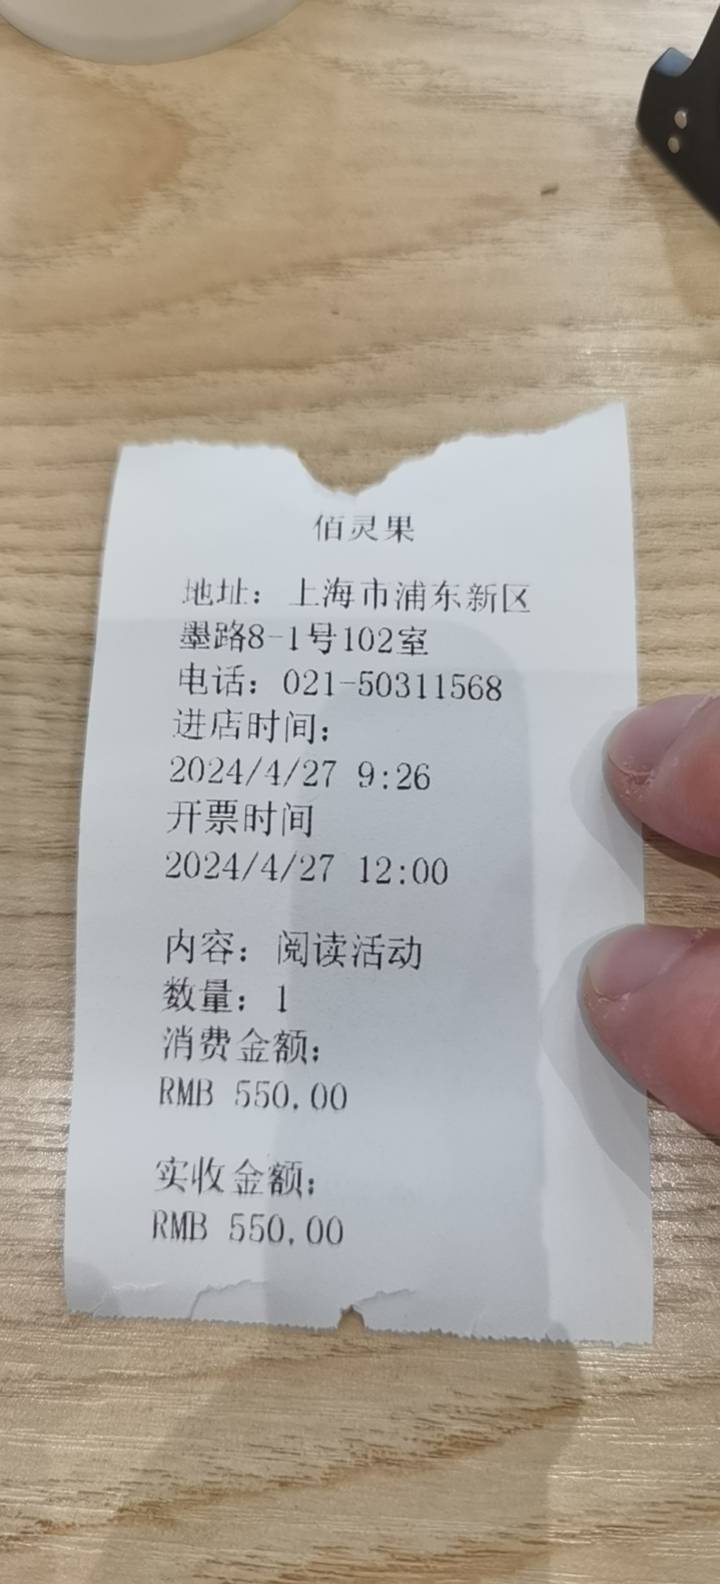 佰灵果
地址：上海市浦东新区
墨路8-1号102室
电话：021-50311568
进店时间：
2024/4/27 9:26
开票时间
2024/4/27 12:00
内容：阅读活动
数量：1
消费金额：
RMB 550.00
实收金额：
RMB 550.00